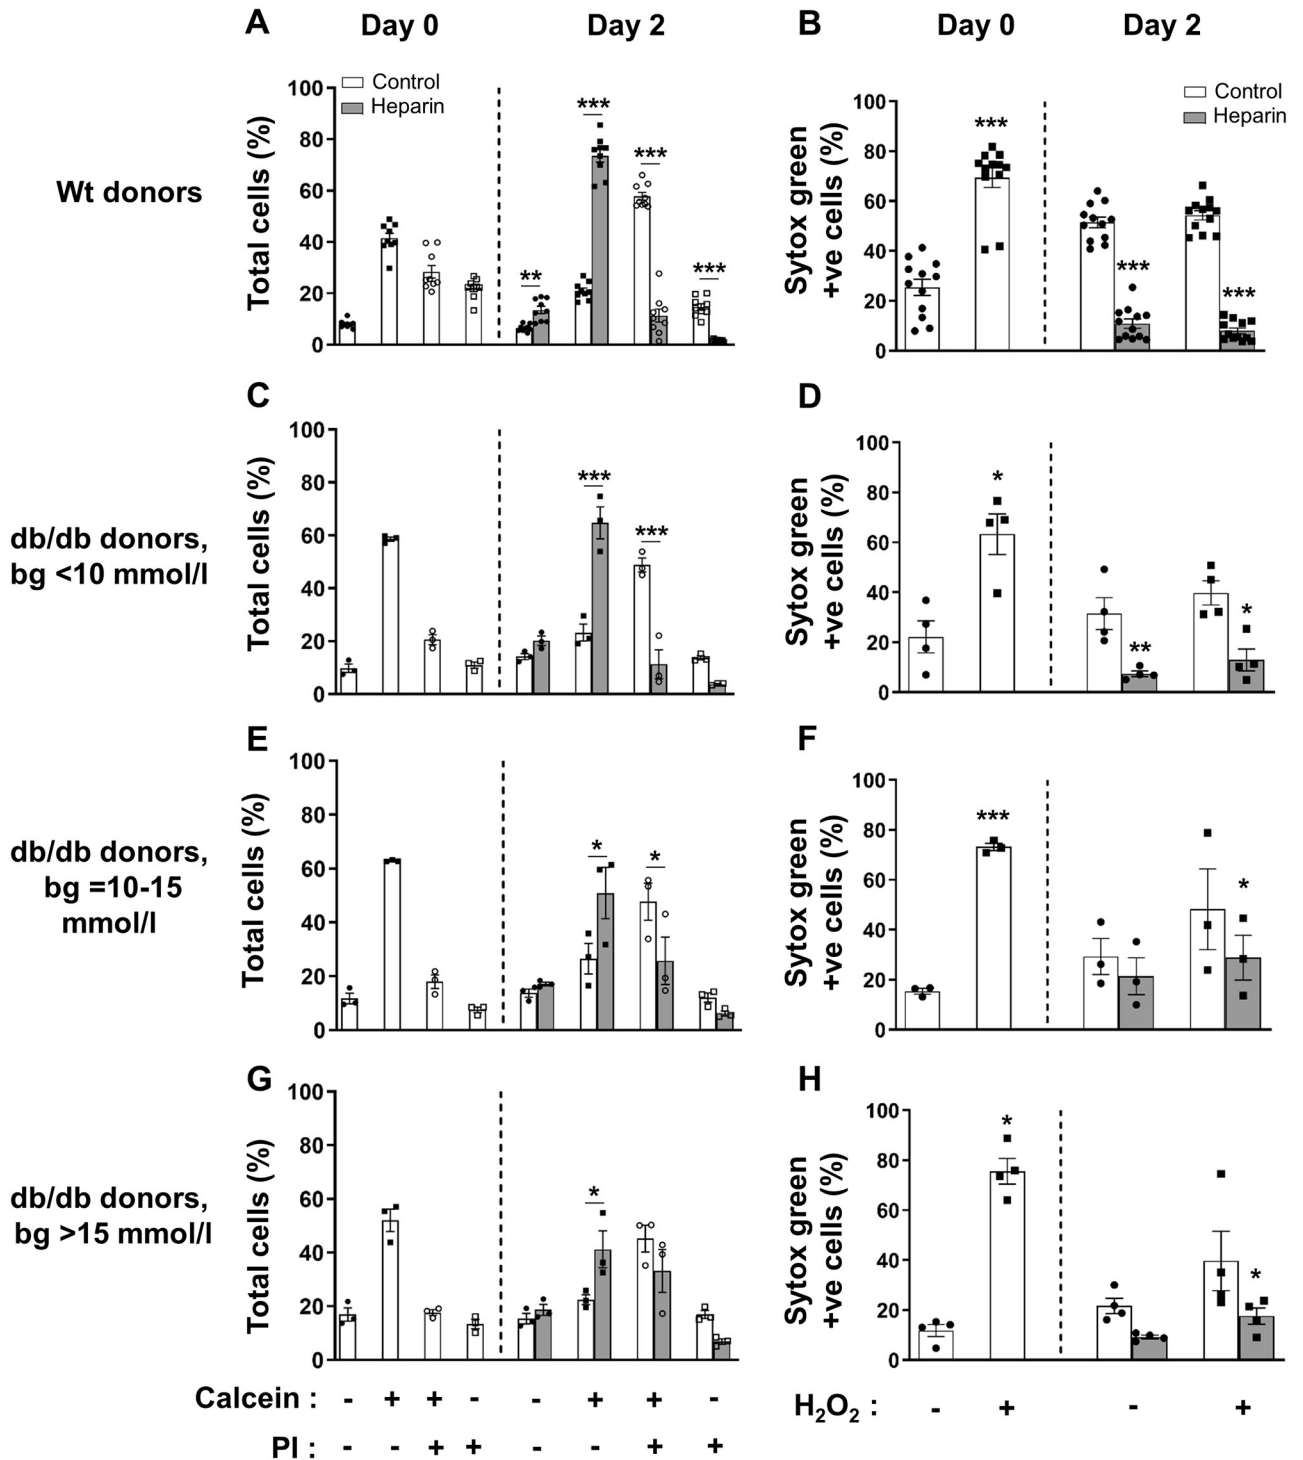 A Day 0 Day 2 B Day 0 Day 2
Control
Heparin
Control
Heparin
Wt donors
Total cells (%)
100
80
60
40
20
0
**
***
***
***
Sytox green
+ve cells (%)
100
80
60
40
20
0
***
***
***
C
db/db donors,
bg <10 mmol/l
Total cells (%)
100
80
60
40
20
0
***
***
D
Sytox green
+ve cells (%)
100
80
60
40
20
0
*
**
*
E
db/db donors,
bg =10-15
mmol/l
Total cells (%)
100
80
60
40
20
0
*
*
F
Sytox green
+ve cells (%)
100
80
60
40
20
0
***
*
G
db/db donors,
bg >15 mmol/l
Total cells (%)
100
80
60
40
20
0
*
H
Sytox green
+ve cells (%)
100
80
60
40
20
0
*
*
Calcein : - + + - - + + -
PI : - - + + - - + +
H₂O₂ : - + - +